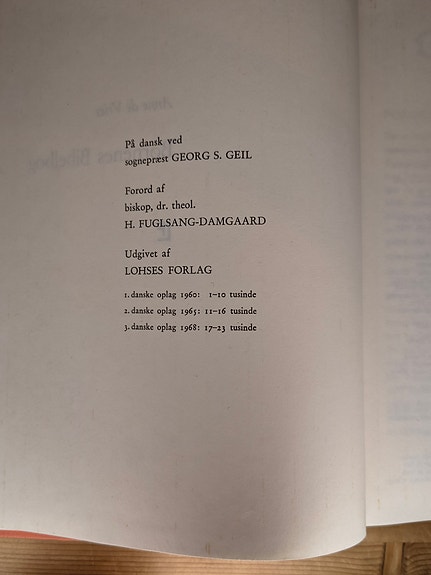 På dansk ved
sognepræst GEORG S. GEIL
Forord af
biskop, dr. theol.
H. FUGLSANG-DAMGAARD
Udgivet af
LOHSES FORLAG
1. danske oplag 1960: 1-10 tusinde
2. danske oplag 1965: 11-16 tusinde
3. danske oplag 1968: 17-23 tusinde